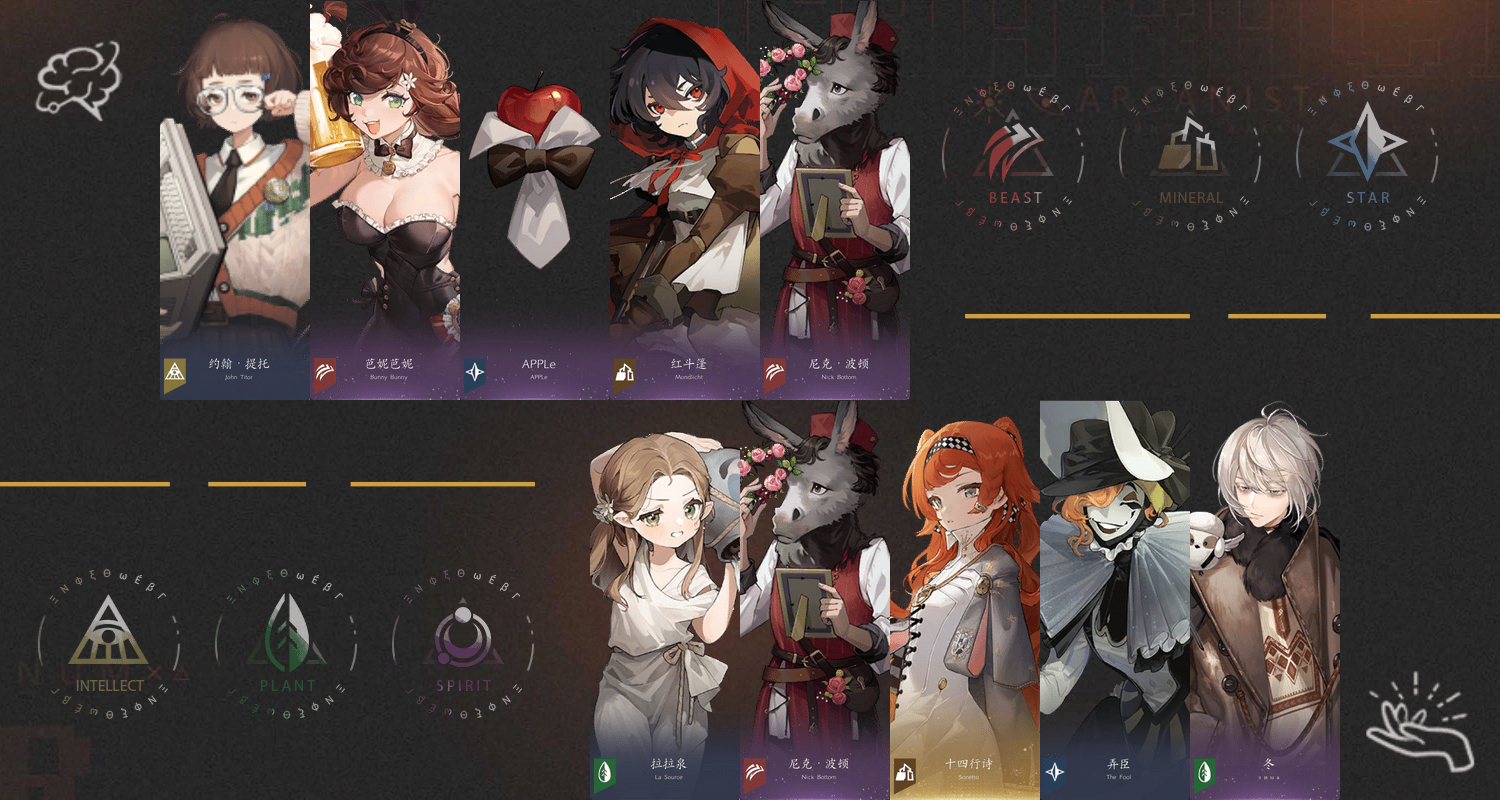 约翰·提托
John Titor
芭妮芭妮
Bunny Bunny
APPLe
APPLe
红斗篷
Mondlicht
尼克·波顿
Nick Bottom
BEAST
MINERAL
STAR
INTELLECT
PLANT
SPIRIT
拉拉泉
La Source
尼克·波顿
Nick Bottom
十四行诗
Sonetto
弄臣
The Fool
冬